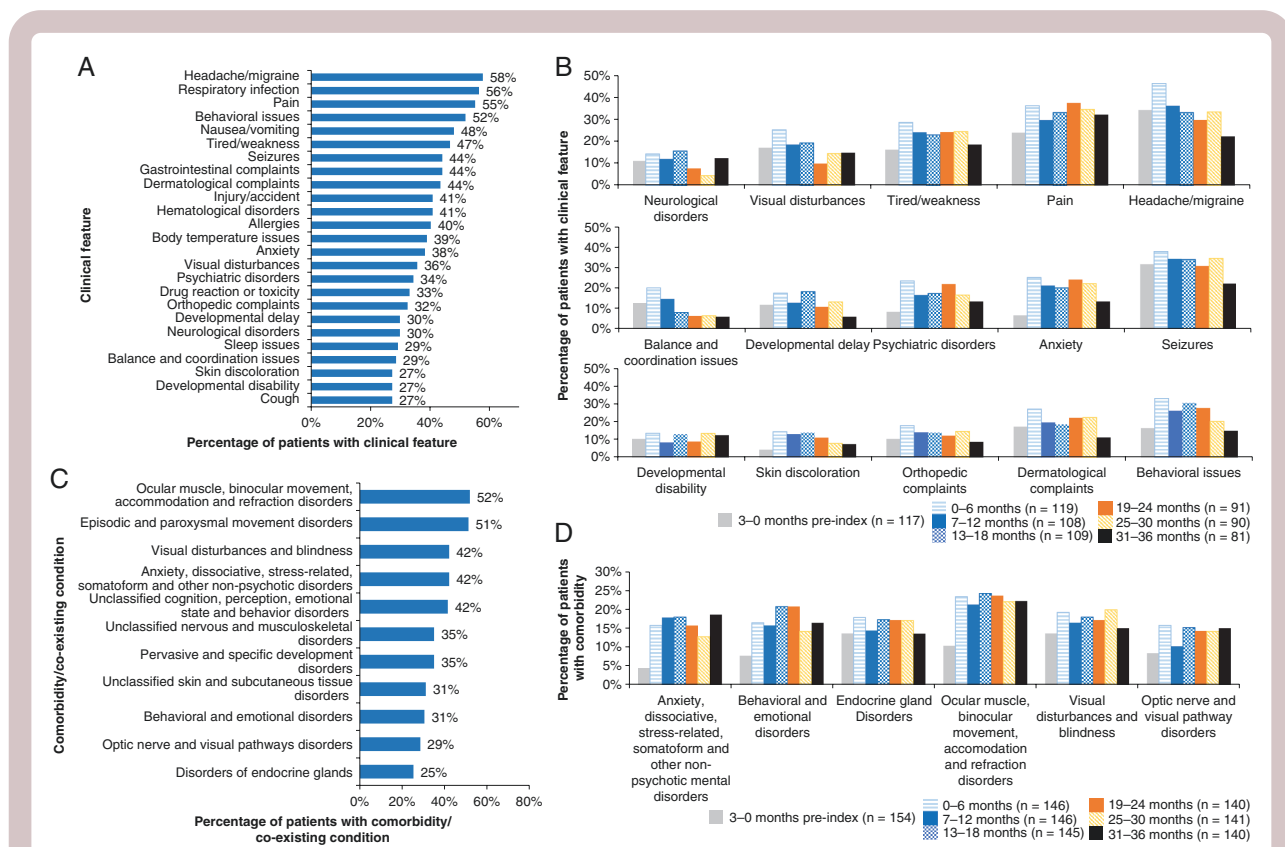 A
Headache/migraine 58%
Respiratory infection 56%
Pain 55%
Behavioral issues 52%
Nausea/vomiting 48%
Tired/weakness 47%
Seizures 44%
Gastrointestinal complaints 44%
Dermatological complaints 44%
Injury/accident 41%
Hematological disorders 41%
Allergies 40%
Body temperature issues 39%
Anxiety 38%
Visual disturbances 36%
Psychiatric disorders 34%
Drug reaction or toxicity 33%
Orthopedic complaints 32%
Developmental delay 30%
Neurological disorders 30%
Sleep issues 29%
Balance and coordination issues 29%
Skin discoloration 27%
Developmental disability 27%
Cough 27%
0% 20% 40% 60%
Percentage of patients with clinical feature
Clinical feature
B
Percentage of patients with clinical feature
50%
40%
30%
20%
10%
0%
Neurological
disorders
Visual disturbances
Tired/weakness
Pain
Headache/migraine
50%
40%
30%
20%
10%
0%
Balance and
coordination issues
Developmental delay
Psychiatric disorders
Anxiety
Seizures
50%
40%
30%
20%
10%
0%
Developmental
disability
Skin discoloration
Orthopedic
complaints
Dermatological
complaints
Behavioral issues
3–0 months pre-index (n = 117)
0–6 months (n = 119)
7–12 months (n = 108)
13–18 months (n = 109)
19–24 months (n = 91)
25–30 months (n = 90)
31–36 months (n = 81)
C
Comorbidity/co-existing condition
Ocular muscle, binocular movement,
accommodation and refraction disorders 52%
Episodic and paroxysmal movement disorders 51%
Visual disturbances and blindness 42%
Anxiety, dissociative, stress-related,
somatoform and other non-psychotic disorders 42%
Unclassified cognition, perception, emotional
state and behavior disorders 42%
Unclassified nervous and musculoskeletal
disorders 35%
Pervasive and specific development
disorders 35%
Unclassified skin and subcutaneous tissue
disorders 31%
Behavioral and emotional disorders 31%
Optic nerve and visual pathways disorders 29%
Disorders of endocrine glands 25%
0% 20% 40% 60% 80%
Percentage of patients with comorbidity/
co-existing condition
D
Percentage of patients
with comorbidity
30%
25%
20%
15%
10%
5%
0%
Anxiety,
dissociative,
stress-related,
somatoform and
other non-
psychotic mental
disorders
Behavioral and
emotional
disorders
Endocrine gland
Disorders
Ocular muscle,
binocular
movement,
accomodation
and refraction
disorders
Visual
disturbances and
blindness
Optic nerve and
visual pathway
disorders
3–0 months pre-index (n = 154)
0–6 months (n = 146)
7–12 months (n = 146)
13–18 months (n = 145)
19–24 months (n = 140)
25–30 months (n = 141)
31–36 months (n = 140)